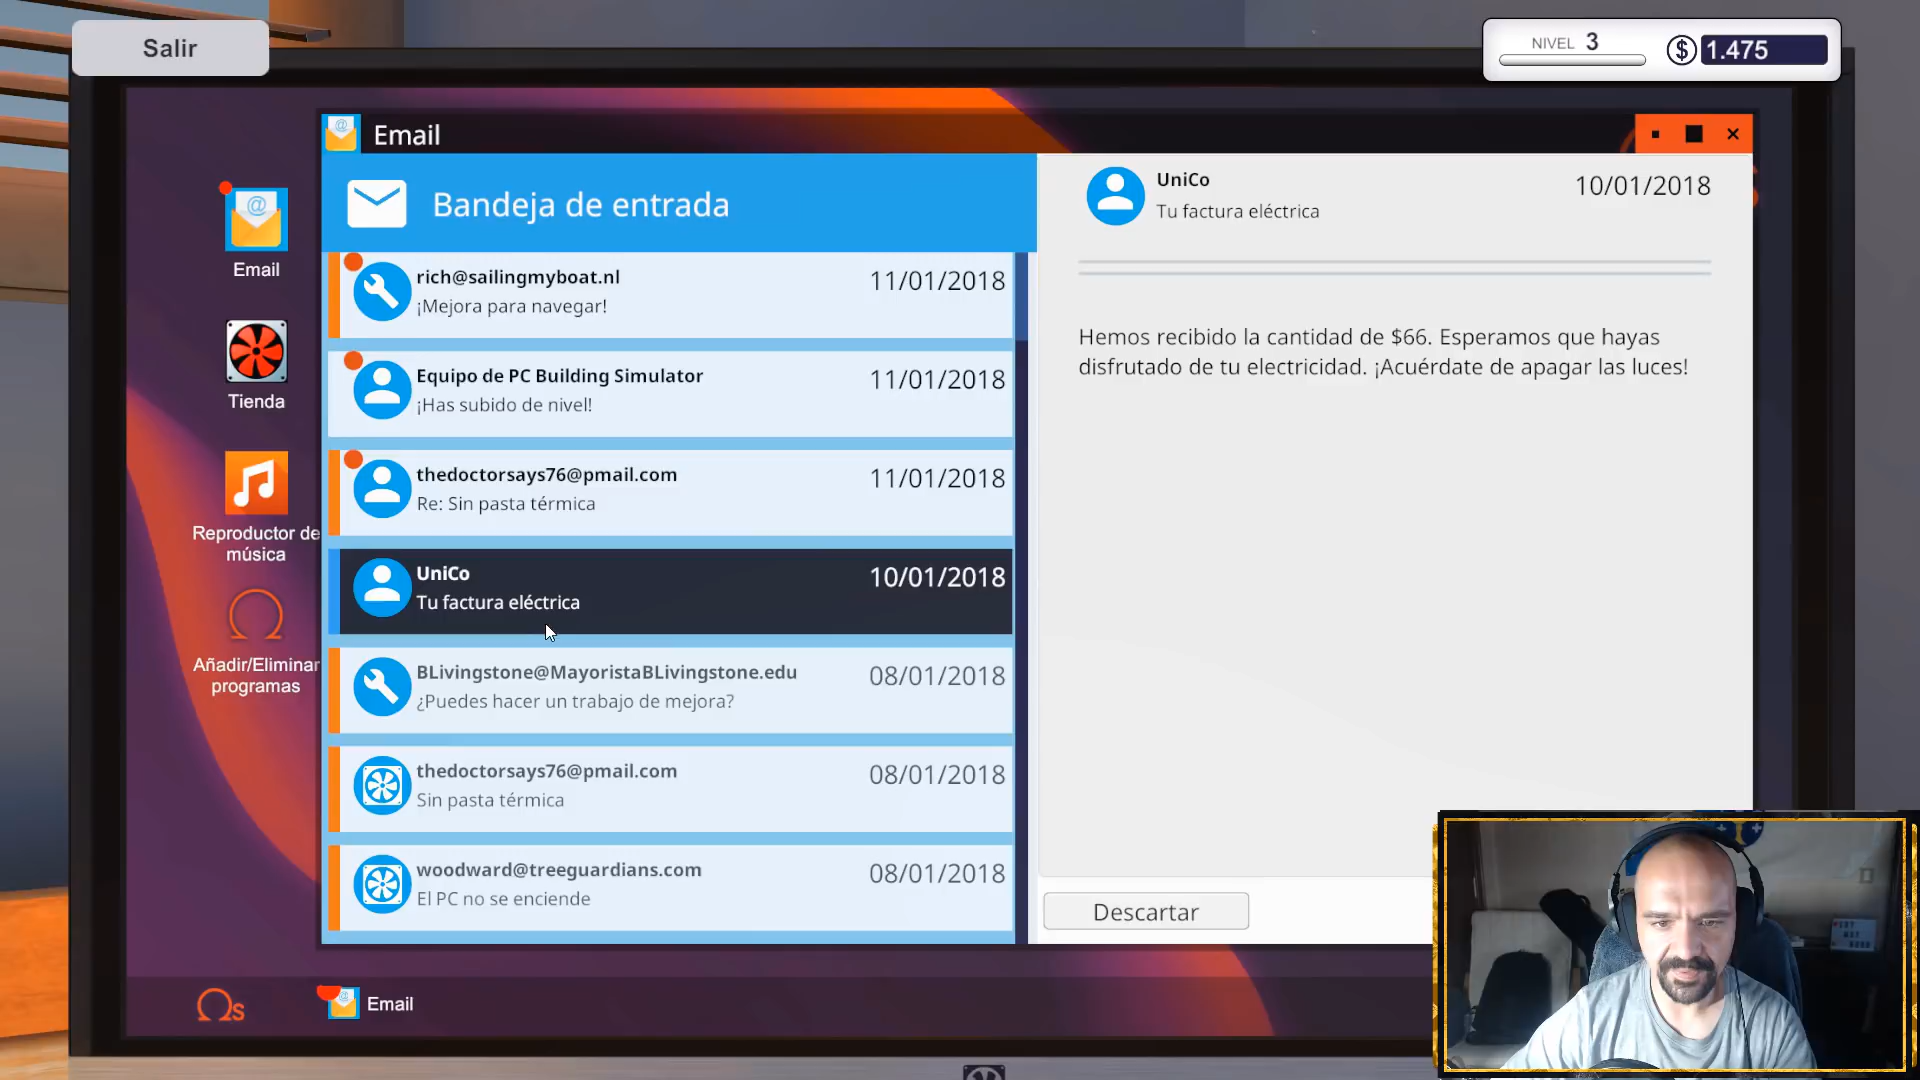 Salir
NIVEL 3
$ 1.475
Email
Bandeja de entrada
UniCo
10/01/2018
Tu factura eléctrica
Email
Tienda
Reproductor de
música
Añadir/Eliminar
programas
rich@sailingmyboat.nl
11/01/2018
¡Mejora para navegar!
Equipo de PC Building Simulator
11/01/2018
¡Has subido de nivel!
thedoctorsays76@pmail.com
11/01/2018
Re: Sin pasta térmica
UniCo
10/01/2018
Tu factura eléctrica
BLivingstone@MayoristaBLivingstone.edu
08/01/2018
¿Puedes hacer un trabajo de mejora?
thedoctorsays76@pmail.com
08/01/2018
Sin pasta térmica
woodward@treeguardians.com
08/01/2018
El PC no se enciende
Hemos recibido la cantidad de $66. Esperamos que hayas
disfrutado de tu electricidad. ¡Acuérdate de apagar las luces!
Descartar
Ωs
Email